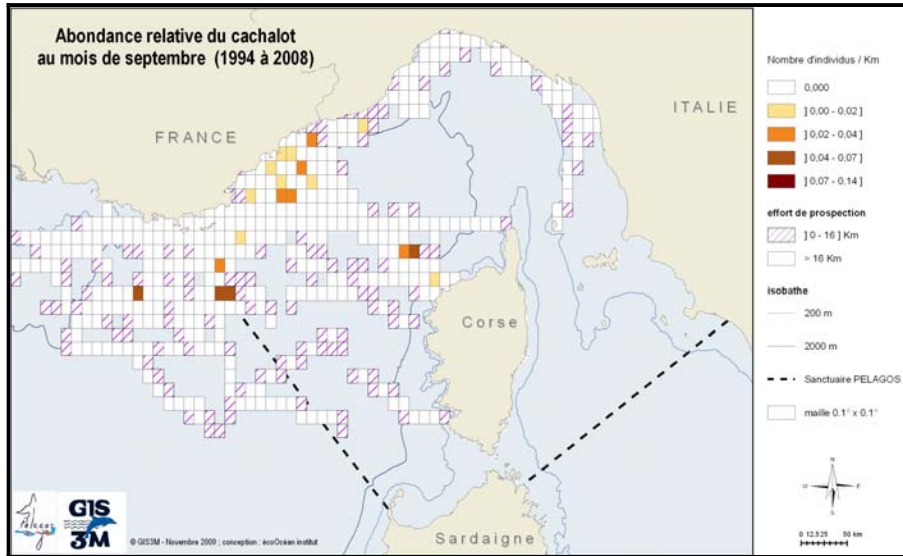 Abondance relative du cachalot
au mois de septembre (1994 à 2008)
FRANCE
ITALIE
Corse
Sardaigne
Nombre d'individus / Km
0,000
] 0,00 - 0,02 ]
] 0,02 - 0,04 ]
] 0,04 - 0,07 ]
] 0,07 - 0,14 ]
effort de prospection
] 0 - 16 ] Km
> 16 Km
isobathe
200 m
2000 m
Sanctuaire PELAGOS
maille 0.1° x 0.1°
N
W E
S
0 12,525 50 km
Pelagos
GIS
3M
© GIS3M - Novembre 2009 ; conception : écoOcéan institut